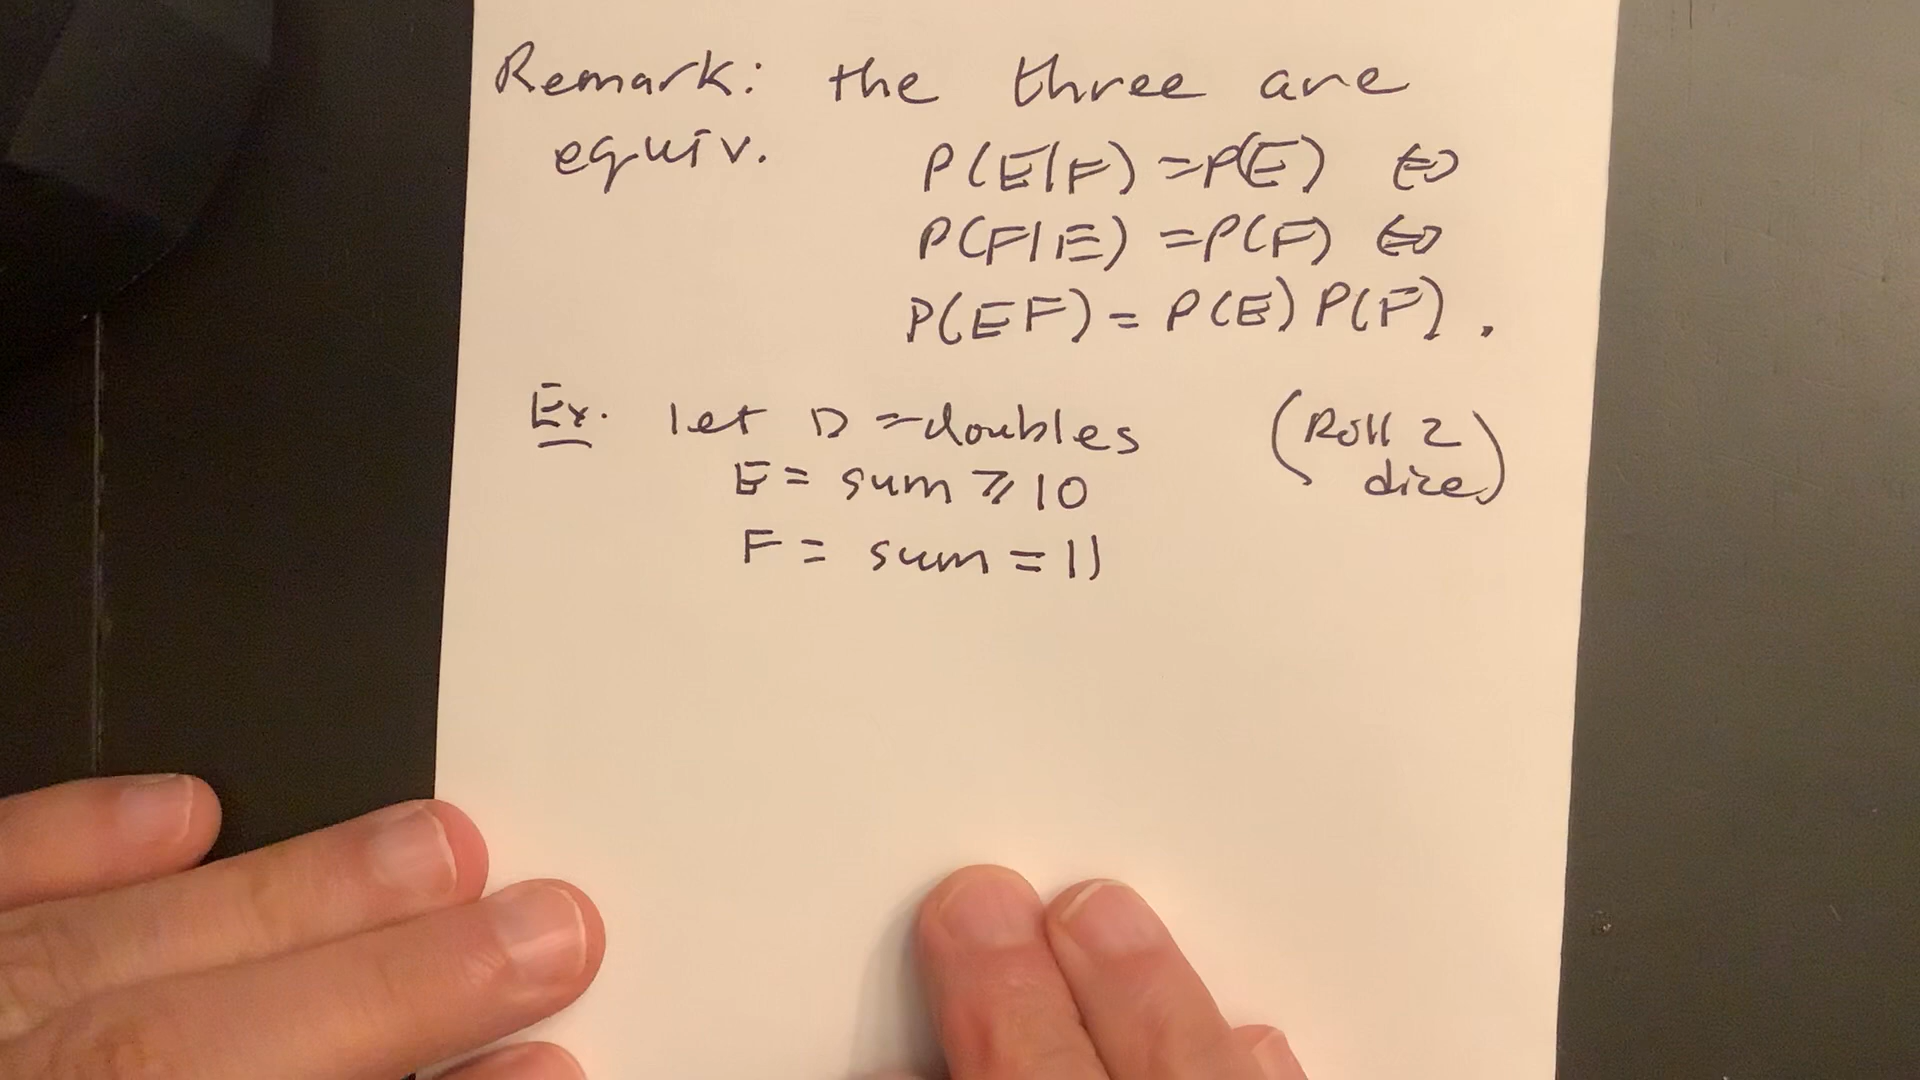 Remark: the three are
equiv. P(E|F) = P(E) ⇔
P(F|E) = P(F) ⇔
P(EF) = P(E) P(F).
Ex. let D = doubles (Roll 2
E = sum ⩾ 10 dice)
F = sum = 11